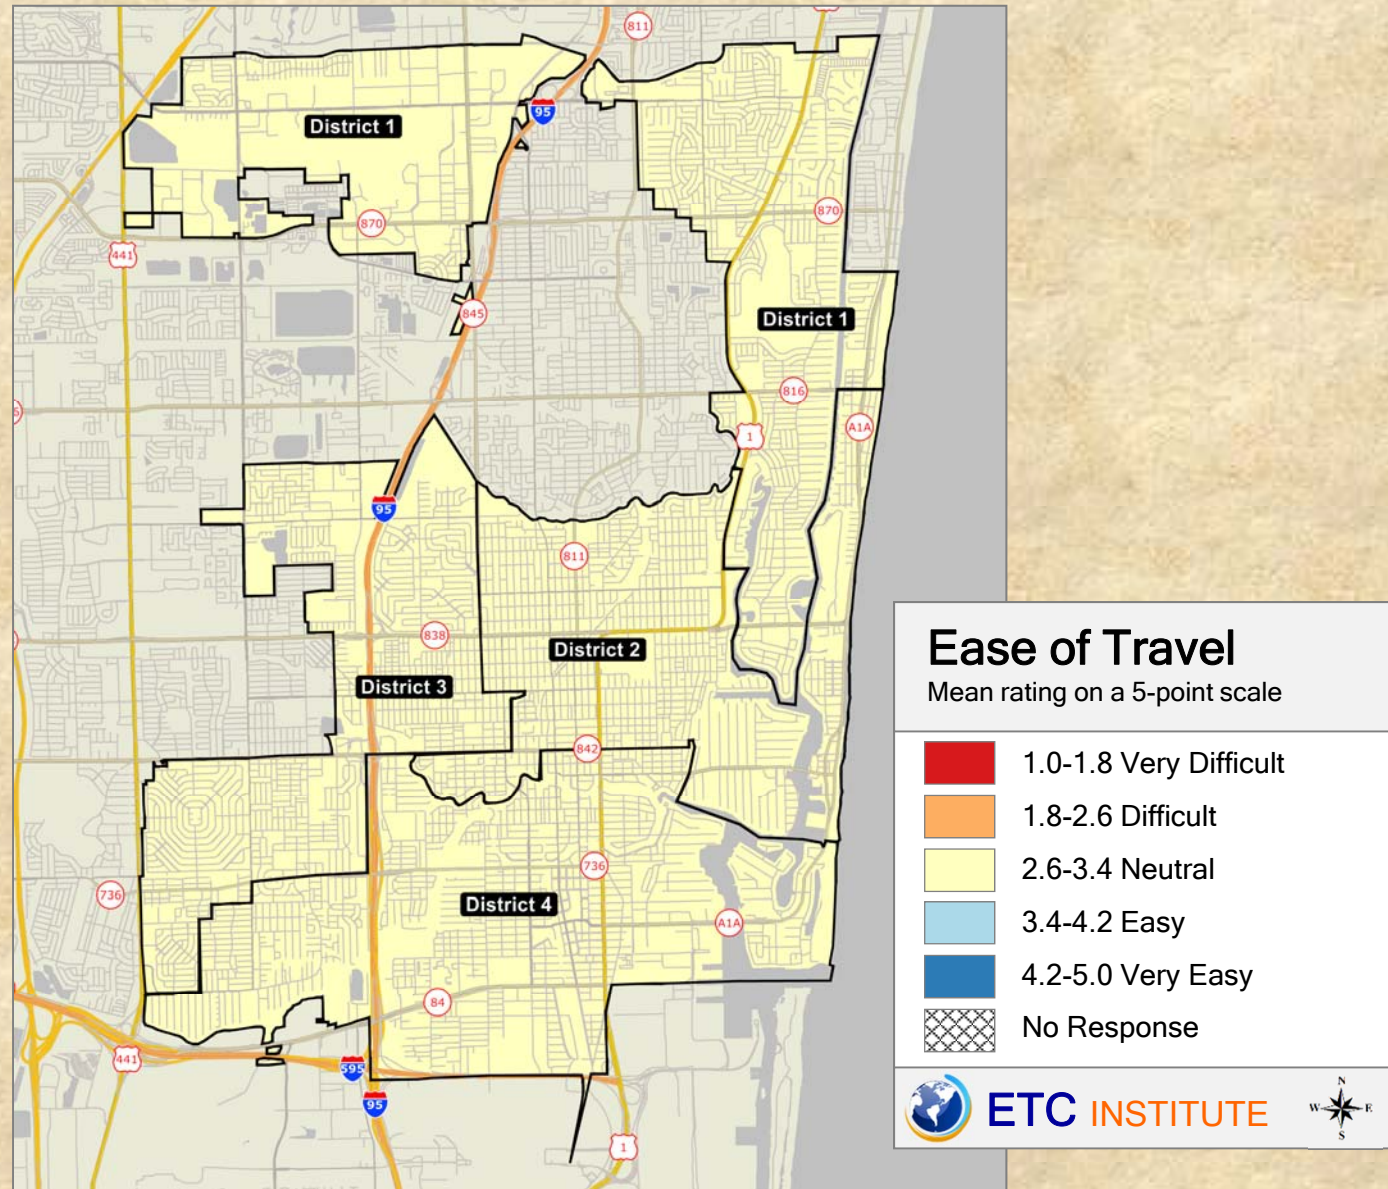 811
95
District 1
870
870
441
845
District 1
816
A1A
1
95
811
838
District 2
District 3
842
736
736
District 4
A1A
84
441
595
95
1
Ease of Travel
Mean rating on a 5-point scale
1.0-1.8 Very Difficult
1.8-2.6 Difficult
2.6-3.4 Neutral
3.4-4.2 Easy
4.2-5.0 Very Easy
No Response
ETC INSTITUTE
N
W E
S